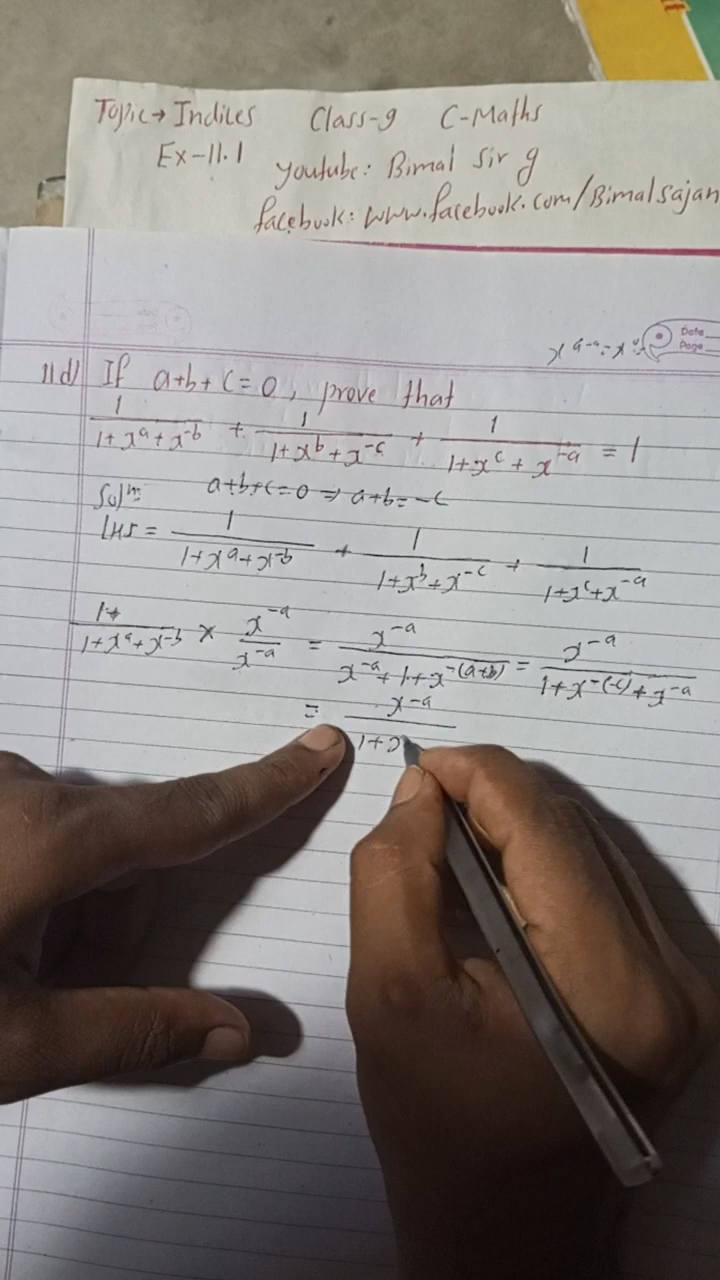 Topic → Indices Class-9 C-Maths
Ex-11.1 youtube: Bimal Sir g
facebook: www.facebook.com/Bimalsajan
Date
Page
11d) If a+b+c=0, prove that
1/(1+x^a+x^-b) + 1/(1+x^b+x^-c) + 1/(1+x^c+x^-a) = 1
Solⁿ: a+b+c=0 ⇒ a+b=-c
LHS = 1/(1+x^a+x^-b) + 1/(1+x^b+x^-c) + 1/(1+x^c+x^-a)
1/(1+x^a+x^-b) × x^-a/x^-a = x^-a/(x^-a+1+x^-(a+b)) = x^-a/(1+x^-(-c)+x^-a)
= x^-a/(1+